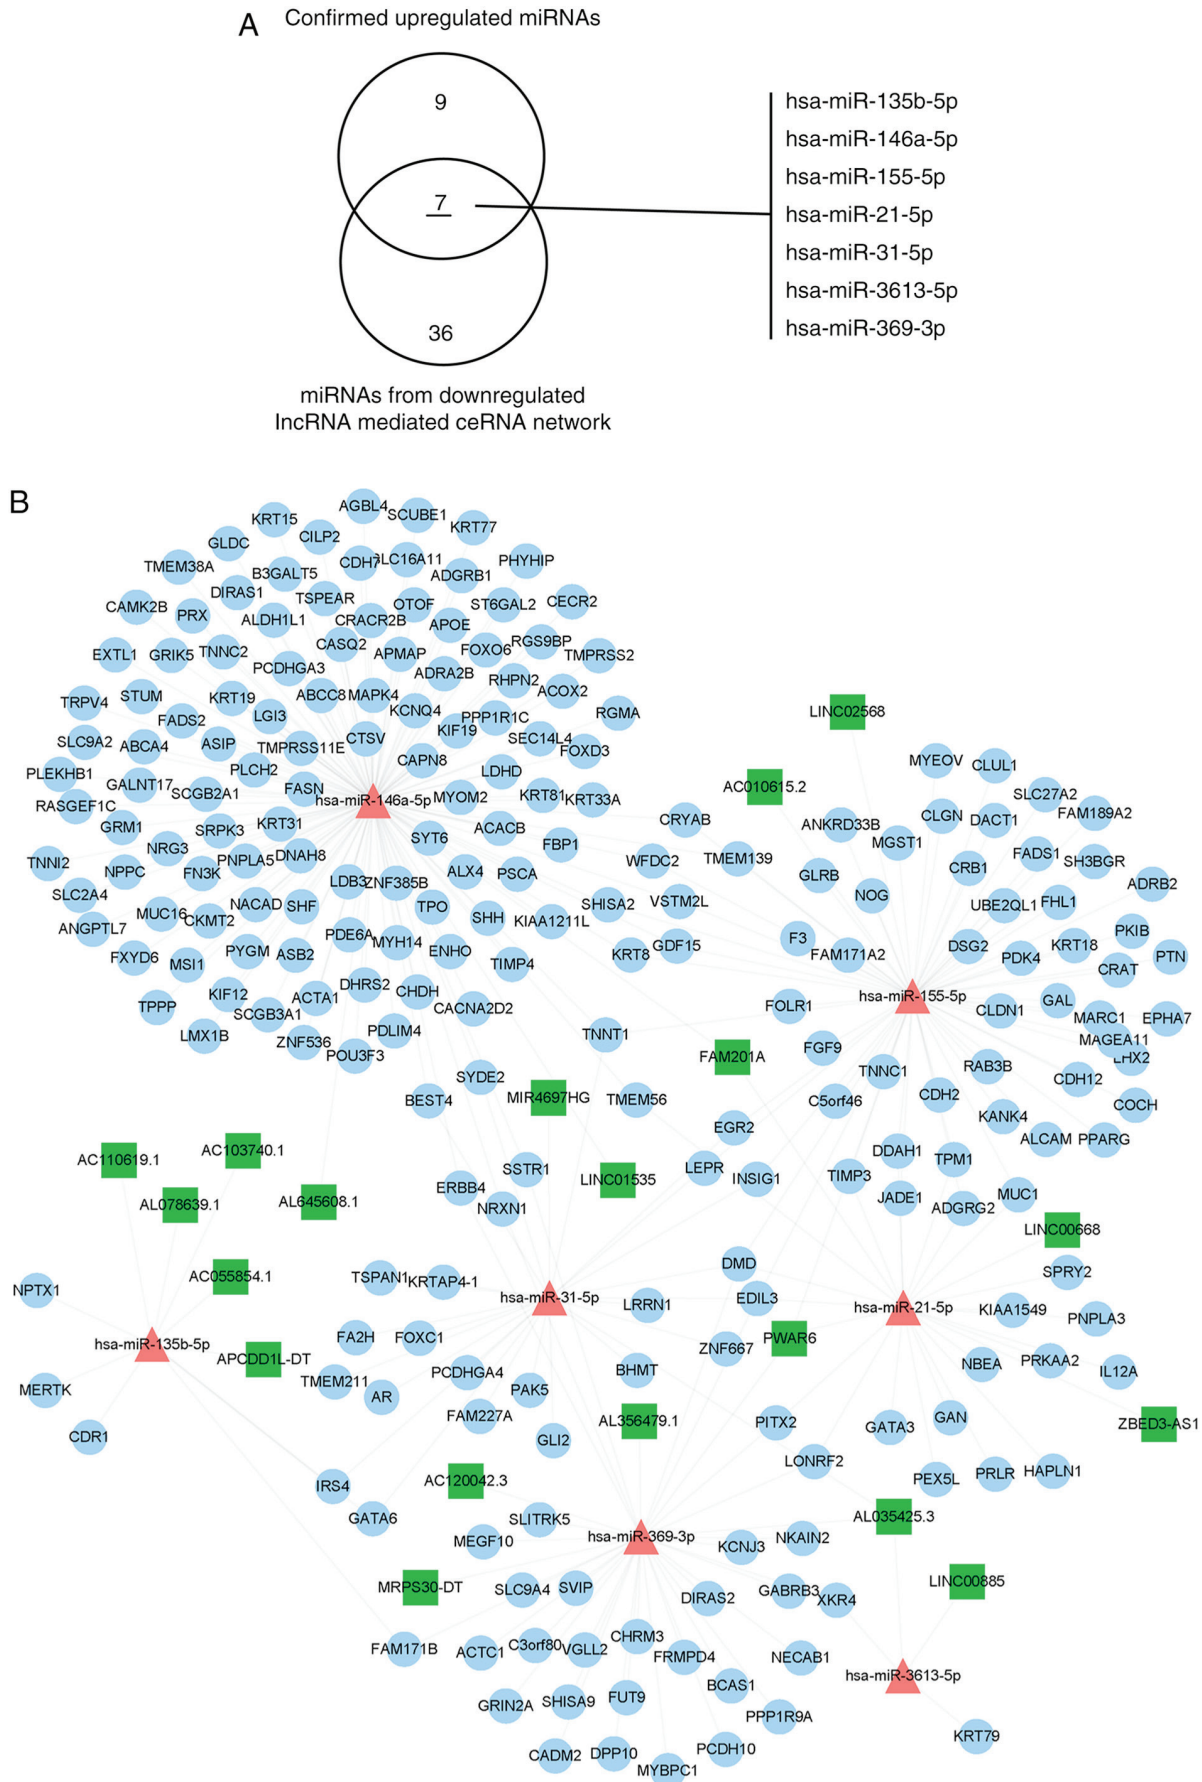 A
Confirmed upregulated miRNAs
9
7
36
hsa-miR-135b-5p
hsa-miR-146a-5p
hsa-miR-155-5p
hsa-miR-21-5p
hsa-miR-31-5p
hsa-miR-3613-5p
hsa-miR-369-3p
miRNAs from downregulated
lncRNA mediated ceRNA network
B
AGBL4
SCUBE1
KRT15
KRT77
CILP2
GLDC
CDH7
SLC16A11
PHYHIP
TMEM38A
B3GALT5
ADGRB1
DIRAS1
TSPEAR
OTOF
ST6GAL2
CECR2
CAMK2B
PRX
ALDH1L1
CRACR2B
APOE
CASQ2
APMAP
FOXO6
RGS9BP
TMPRSS2
EXTL1
GRIK5
TNNC2
PCDHGA3
ADRA2B
RHPN2
ACOX2
TRPV4
STUM
KRT19
ABCC8
MAPK4
KCNQ4
PPP1R1C
RGMA
FADS2
LGI3
KIF19
SEC14L4
FOXD3
SLC9A2
ABCA4
ASIP
TMPRSS11E
CTSV
CAPN8
LDHD
PLEKHB1
GALNT17
SCGB2A1
PLCH2
FASN
hsa-miR-146a-5p
MYOM2
KRT81
KRT33A
RASGEF1C
GRM1
SRPK3
KRT31
SYT6
ACACB
FBP1
NRG3
TNNI2
NPPC
FN3K
PNPLA5
DNAH8
LDB3
ZNF385B
ALX4
PSCA
SLC2A4
ANGPTL7
MUC16
CKMT2
NACAD
SHF
TPO
SHH
KIAA1211L
FXYD6
MSI1
PYGM
ASB2
PDE6A
MYH14
ENHO
TIMP4
TPPP
KIF12
SCGB3A1
ACTA1
DHRS2
CHDH
CACNA2D2
LMX1B
ZNF536
POU3F3
PDLIM4
CRYAB
WFDC2
TMEM139
SHISA2
VSTM2L
KRT8
GDF15
LINC02568
AC010615.2
MYEOV
CLUL1
SLC27A2
FAM189A2
ANKRD33B
CLGN
DACT1
MGST1
GLRB
CRB1
FADS1
SH3BGR
NOG
ADRB2
UBE2QL1
FHL1
F3
FAM171A2
DSG2
PDK4
KRT18
PKIB
CRAT
PTN
hsa-miR-155-5p
FOLR1
CLDN1
GAL
MARC1
EPHA7
MAGEA11
LHX2
TNNT1
FAM201A
FGF9
TNNC1
RAB3B
CDH12
COCH
C5orf46
CDH2
KANK4
ALCAM
PPARG
SYDE2
BEST4
MIR4697HG
TMEM56
EGR2
DDAH1
TPM1
LEPR
INSIG1
TIMP3
JADE1
ADGRG2
MUC1
LINC00668
SSTR1
ERBB4
NRXN1
LINC01535
AC110619.1
AC103740.1
AL078639.1
AL645608.1
AC055854.1
NPTX1
hsa-miR-135b-5p
APCDD1L-DT
MERTK
CDR1
TSPAN1
KRTAP4-1
hsa-miR-31-5p
LRRN1
DMD
EDIL3
hsa-miR-21-5p
SPRY2
KIAA1549
PNPLA3
FA2H
FOXC1
ZNF667
PWAR6
NBEA
PRKAA2
IL12A
TMEM211
AR
PCDHGA4
PAK5
BHMT
FAM227A
GLI2
AL356479.1
PITX2
GATA3
GAN
ZBED3-AS1
LONRF2
PEX5L
PRLR
HAPLN1
IRS4
GATA6
AC120042.3
SLITRK5
MEGF10
hsa-miR-369-3p
KCNJ3
NKAIN2
AL035425.3
MRPS30-DT
SLC9A4
SVIP
DIRAS2
GABRB3
XKR4
LINC00885
FAM171B
ACTC1
C3orf80
VGLL2
CHRM3
FRMPD4
NECAB1
hsa-miR-3613-5p
GRIN2A
SHISA9
FUT9
BCAS1
PPP1R9A
KRT79
CADM2
DPP10
MYBPC1
PCDH10